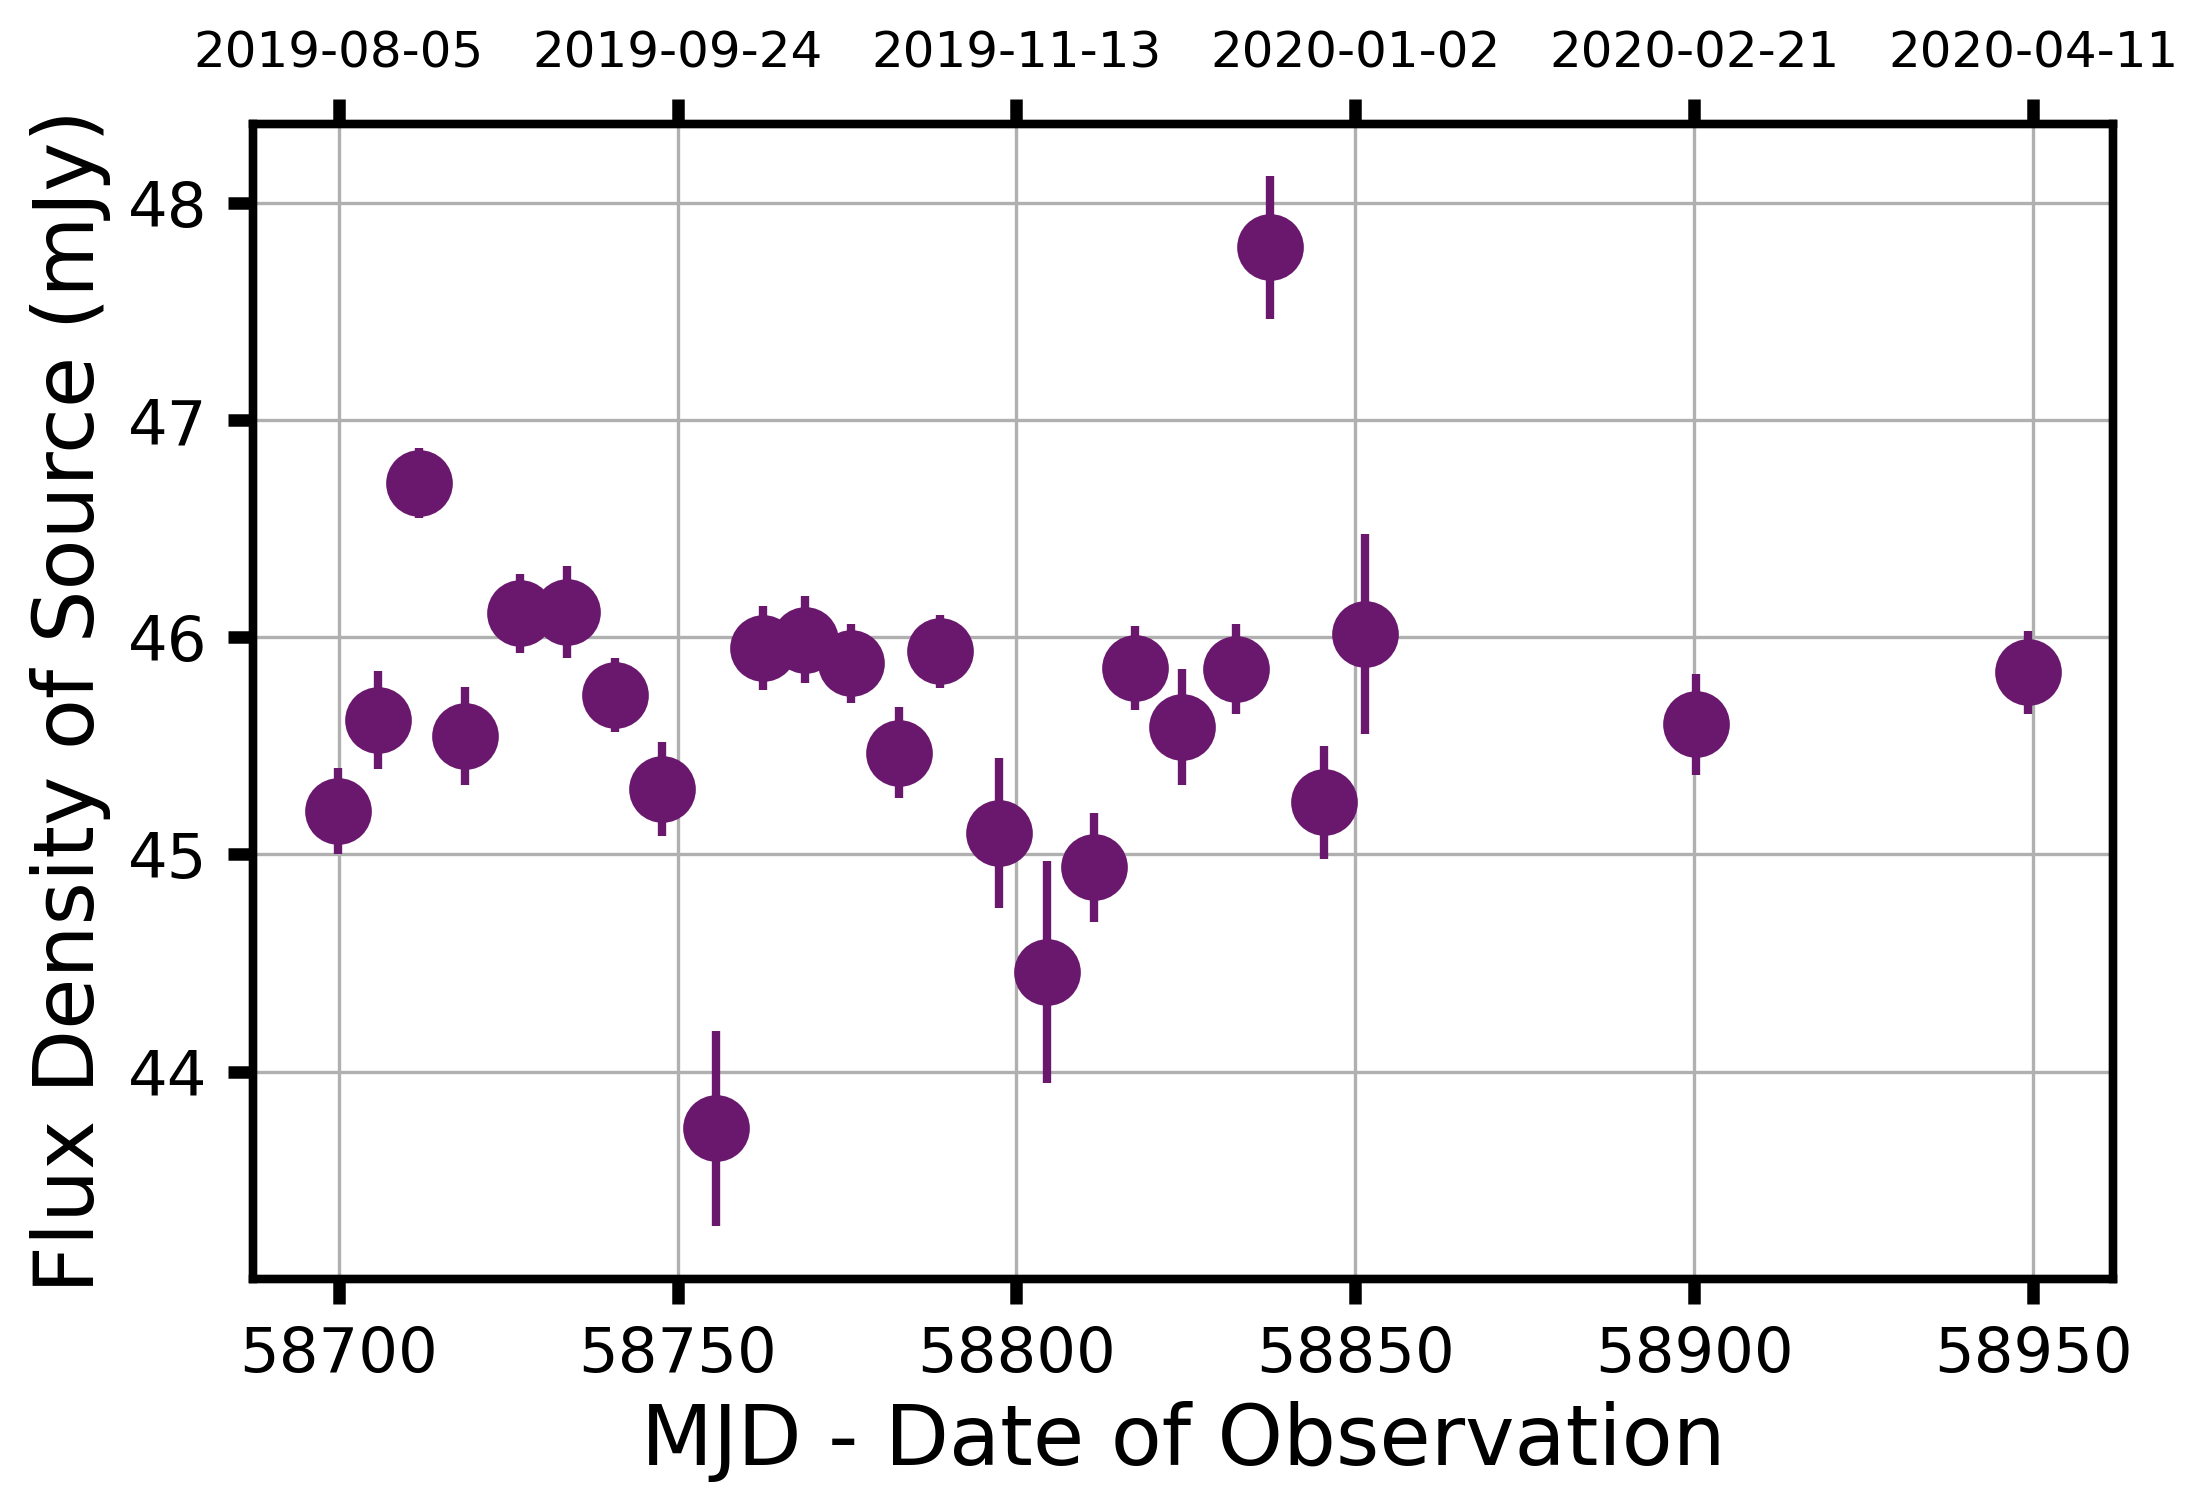 2019-08-05 2019-09-24 2019-11-13 2020-01-02 2020-02-21 2020-04-11
Flux Density of Source (mJy)
48
47
46
45
44
58700 58750 58800 58850 58900 58950
MJD - Date of Observation